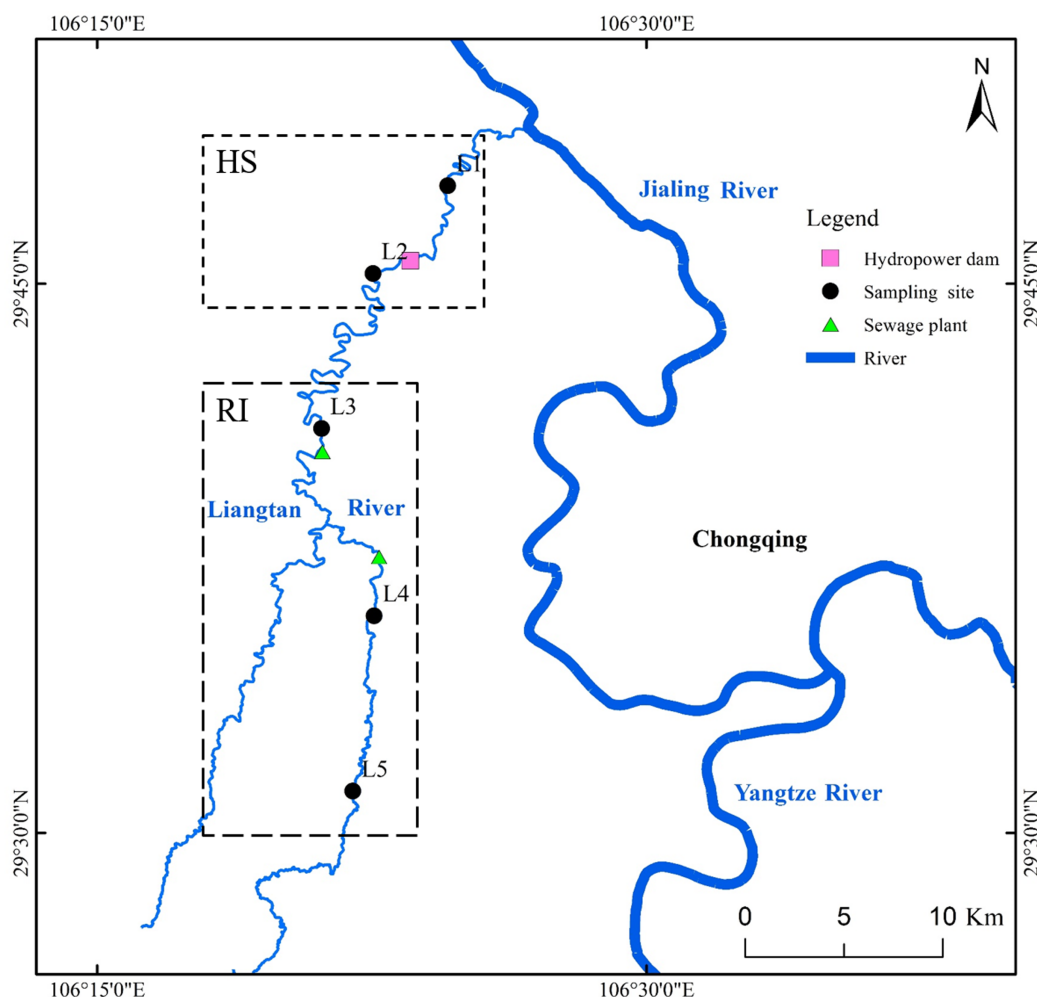 106°15'0"E
106°30'0"E
N
HS
L1
Jialing River
Legend
L2
Hydropower dam
29°45'0"N
29°45'0"N
Sampling site
Sewage plant
River
RI
L3
Liangtan River
Chongqing
L4
L5
Yangtze River
29°30'0"N
29°30'0"N
0 5 10 Km
106°15'0"E
106°30'0"E